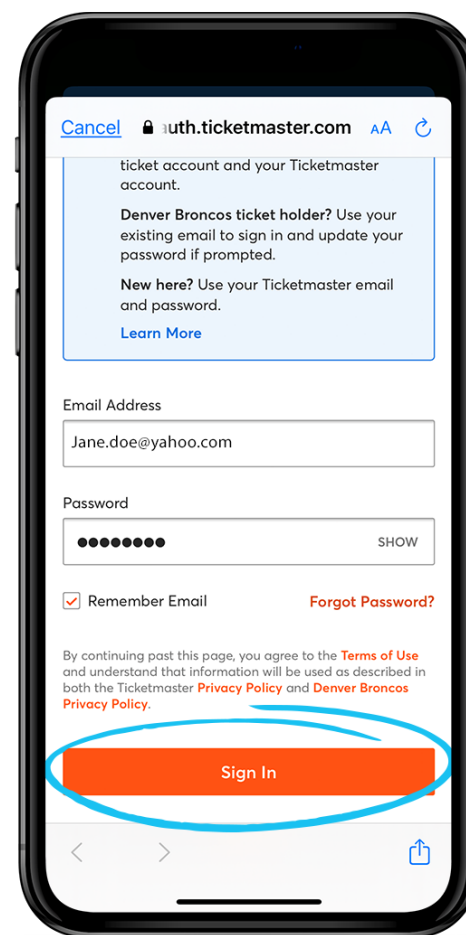 Cancel uth.ticketmaster.com AA
ticket account and your Ticketmaster
account.
Denver Broncos ticket holder? Use your
existing email to sign in and update your
password if prompted.
New here? Use your Ticketmaster email
and password.
Learn More
Email Address
Jane.doe@yahoo.com
Password
●●●●●●●● SHOW
Remember Email Forgot Password?
By continuing past this page, you agree to the Terms of Use
and understand that information will be used as described in
both the Ticketmaster Privacy Policy and Denver Broncos
Privacy Policy.
Sign In